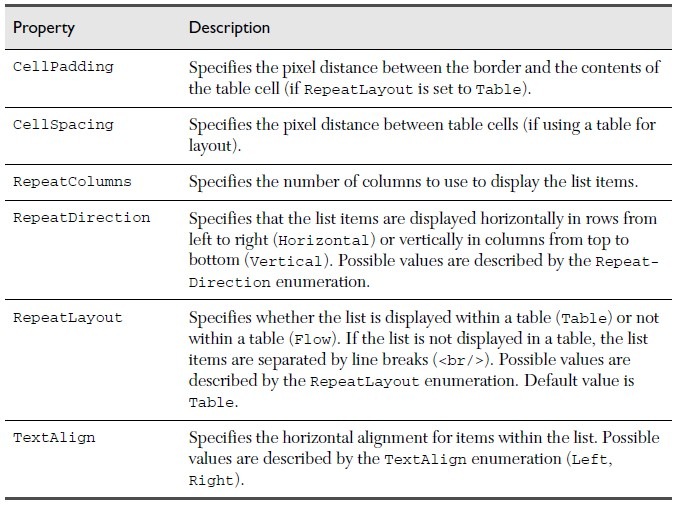 Property Description
CellPadding Specifies the pixel distance between the border and the contents of
the table cell (if RepeatLayout is set to Table).
CellSpacing Specifies the pixel distance between table cells (if using a table for
layout).
RepeatColumns Specifies the number of columns to use to display the list items.
RepeatDirection Specifies that the list items are displayed horizontally in rows from
left to right (Horizontal) or vertically in columns from top to
bottom (Vertical). Possible values are described by the Repeat-
Direction enumeration.
RepeatLayout Specifies whether the list is displayed within a table (Table) or not
within a table (Flow). If the list is not displayed in a table, the list
items are separated by line breaks (<br/>). Possible values are
described by the RepeatLayout enumeration. Default value is
Table.
TextAlign Specifies the horizontal alignment for items within the list. Possible
values are described by the TextAlign enumeration (Left,
Right).